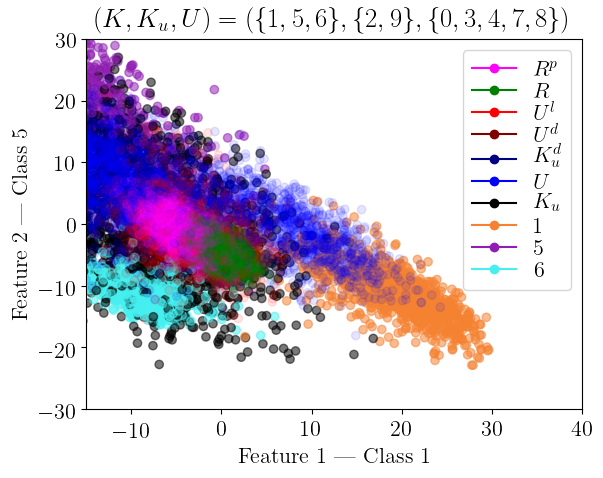 (K, K_u, U) = ({1, 5, 6}, {2, 9}, {0, 3, 4, 7, 8})
30
20
10
0
−10
−20
−30
Feature 2 — Class 5
R^p
R
U^l
U^d
K_u^d
U
K_u
1
5
6
−10
0
10
20
30
40
Feature 1 — Class 1